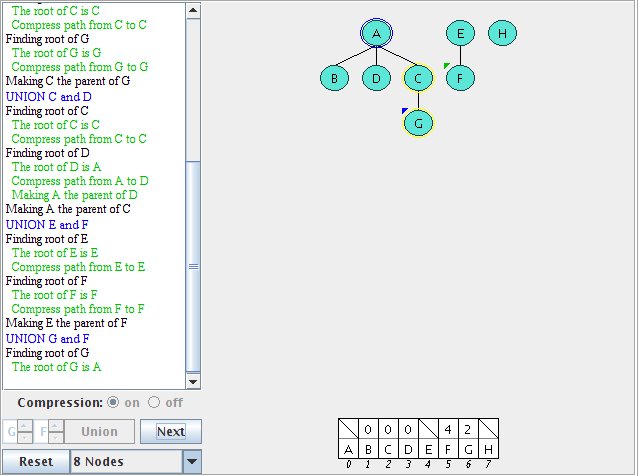 The root of C is C
Compress path from C to C
Finding root of G
The root of G is G
Compress path from G to G
Making C the parent of G
UNION C and D
Finding root of C
The root of C is C
Compress path from C to C
Finding root of D
The root of D is A
Compress path from A to D
Making A the parent of D
Making A the parent of C
UNION E and F
Finding root of E
The root of E is E
Compress path from E to E
Finding root of F
The root of F is F
Compress path from F to F
Making E the parent of F
UNION G and F
Finding root of G
The root of G is A
Compression: on off
G F Union Next
Reset 8 Nodes
A E H
B D C F
G
0 0 0 4 2
A B C D E F G H
0 1 2 3 4 5 6 7